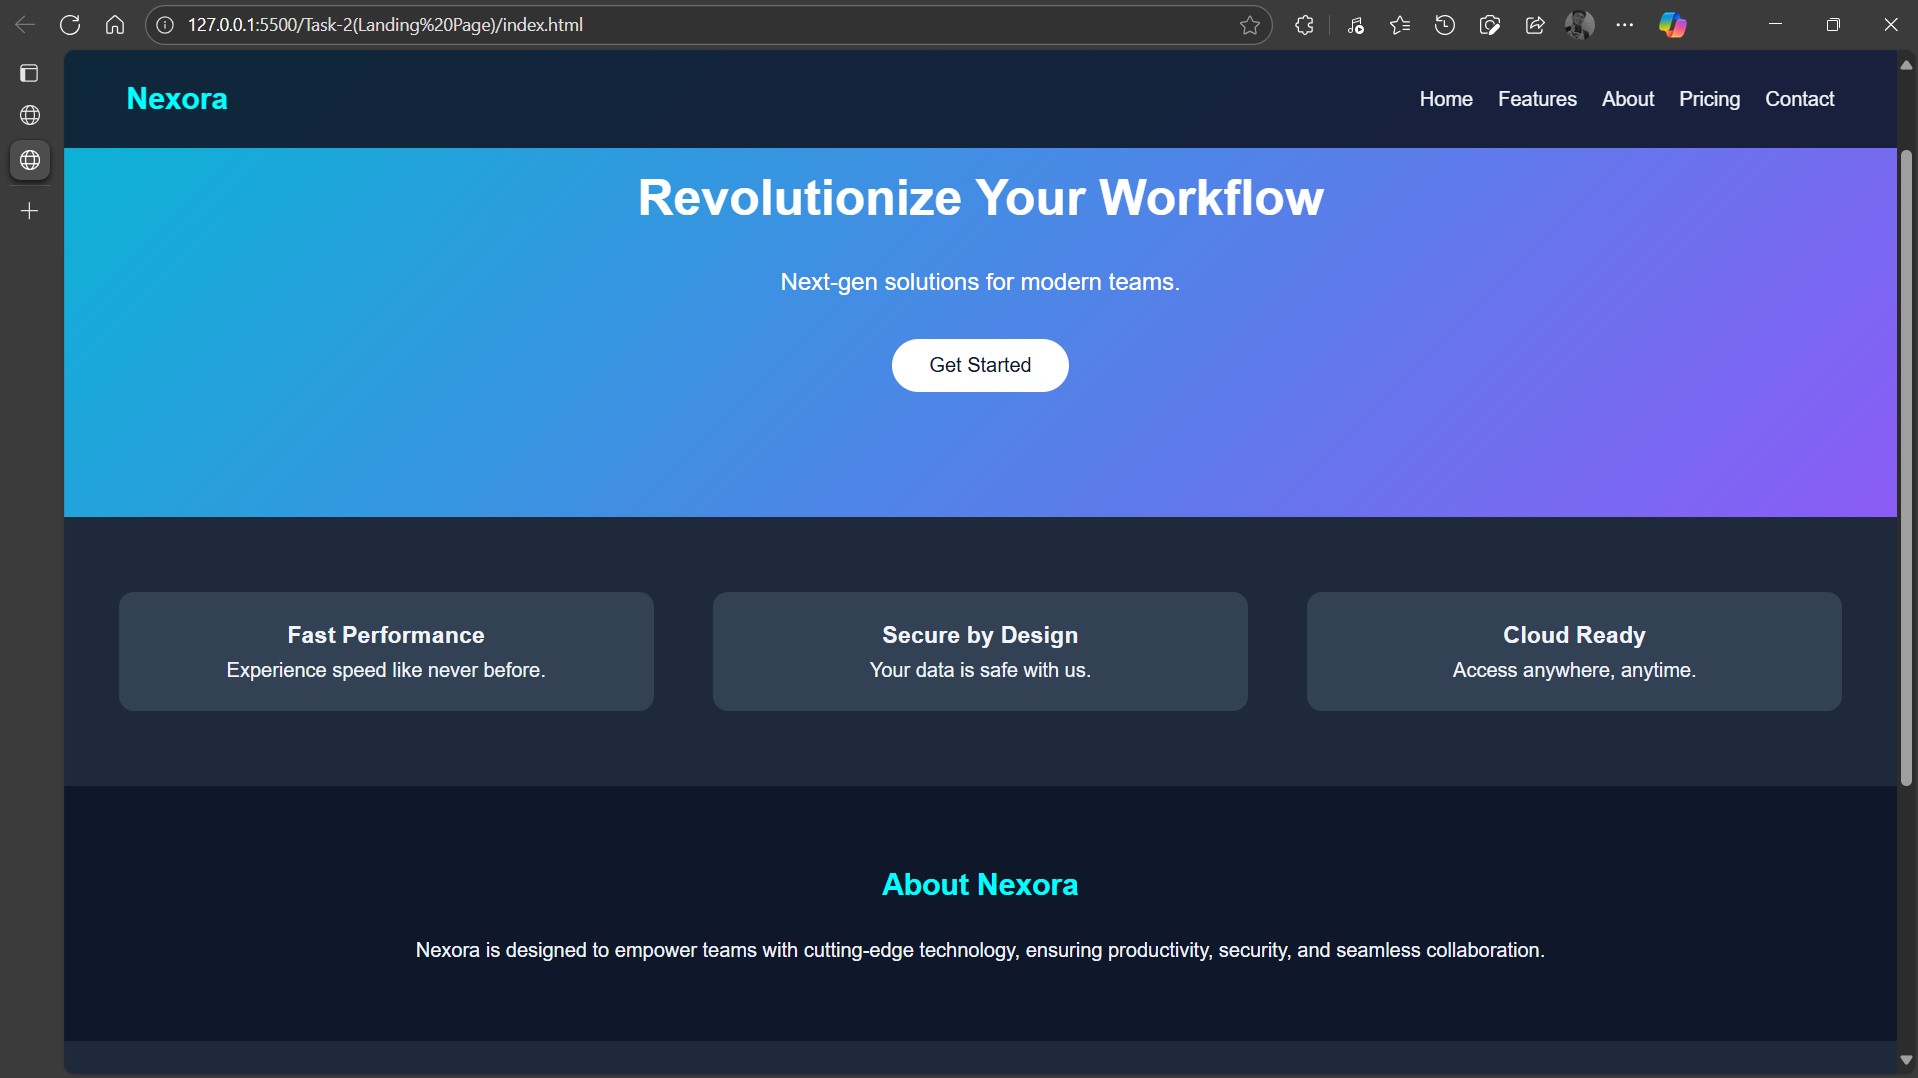 127.0.0.1:5500/Task-2(Landing%20Page)/index.html
Nexora
Home Features About Pricing Contact
Revolutionize Your Workflow
Next-gen solutions for modern teams.
Get Started
Fast Performance
Experience speed like never before.
Secure by Design
Your data is safe with us.
Cloud Ready
Access anywhere, anytime.
About Nexora
Nexora is designed to empower teams with cutting-edge technology, ensuring productivity, security, and seamless collaboration.